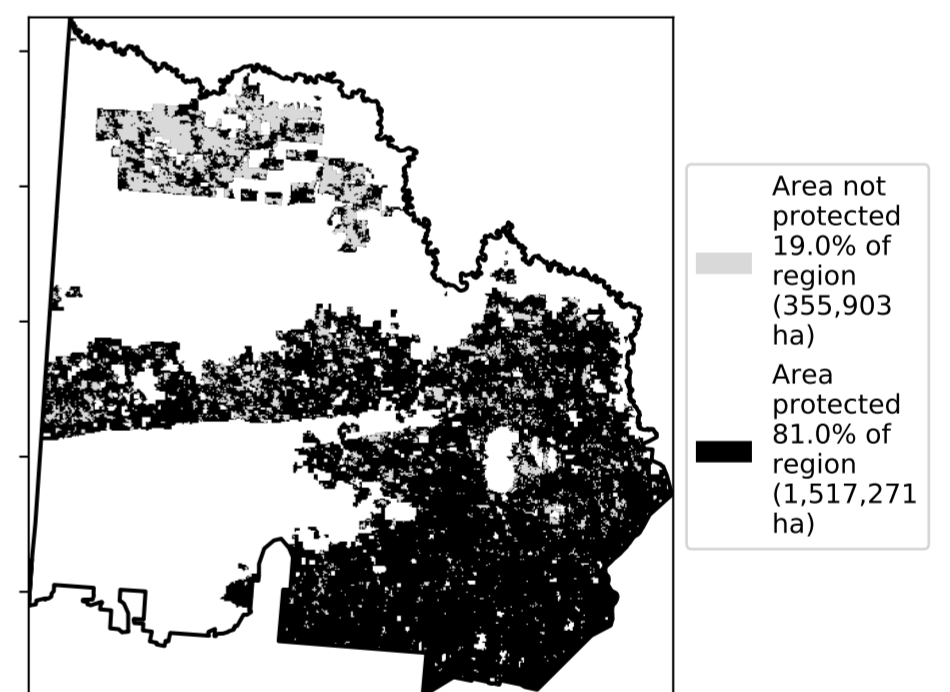 Area not
protected
19.0% of
region
(355,903
ha)
Area
protected
81.0% of
region
(1,517,271
ha)